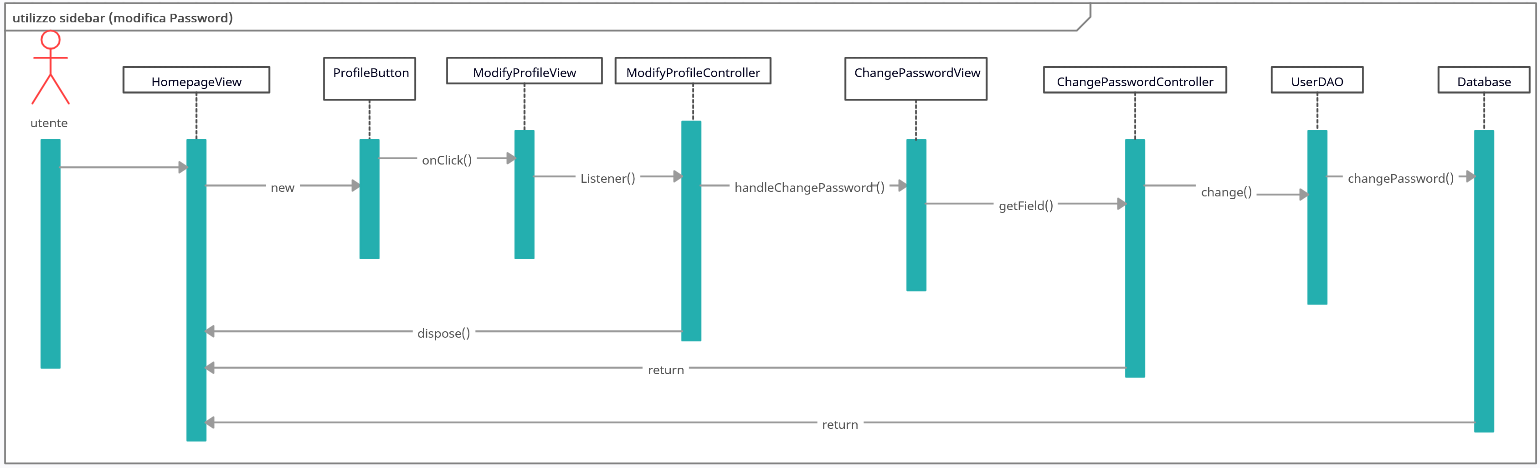 utilizzo sidebar (modifica Password)
utente
HomepageView
ProfileButton
ModifyProfileView
ModifyProfileController
ChangePasswordView
ChangePasswordController
UserDAO
Database
onClick()
new
Listener()
handleChangePassword()
getField()
change()
changePassword()
dispose()
return
return